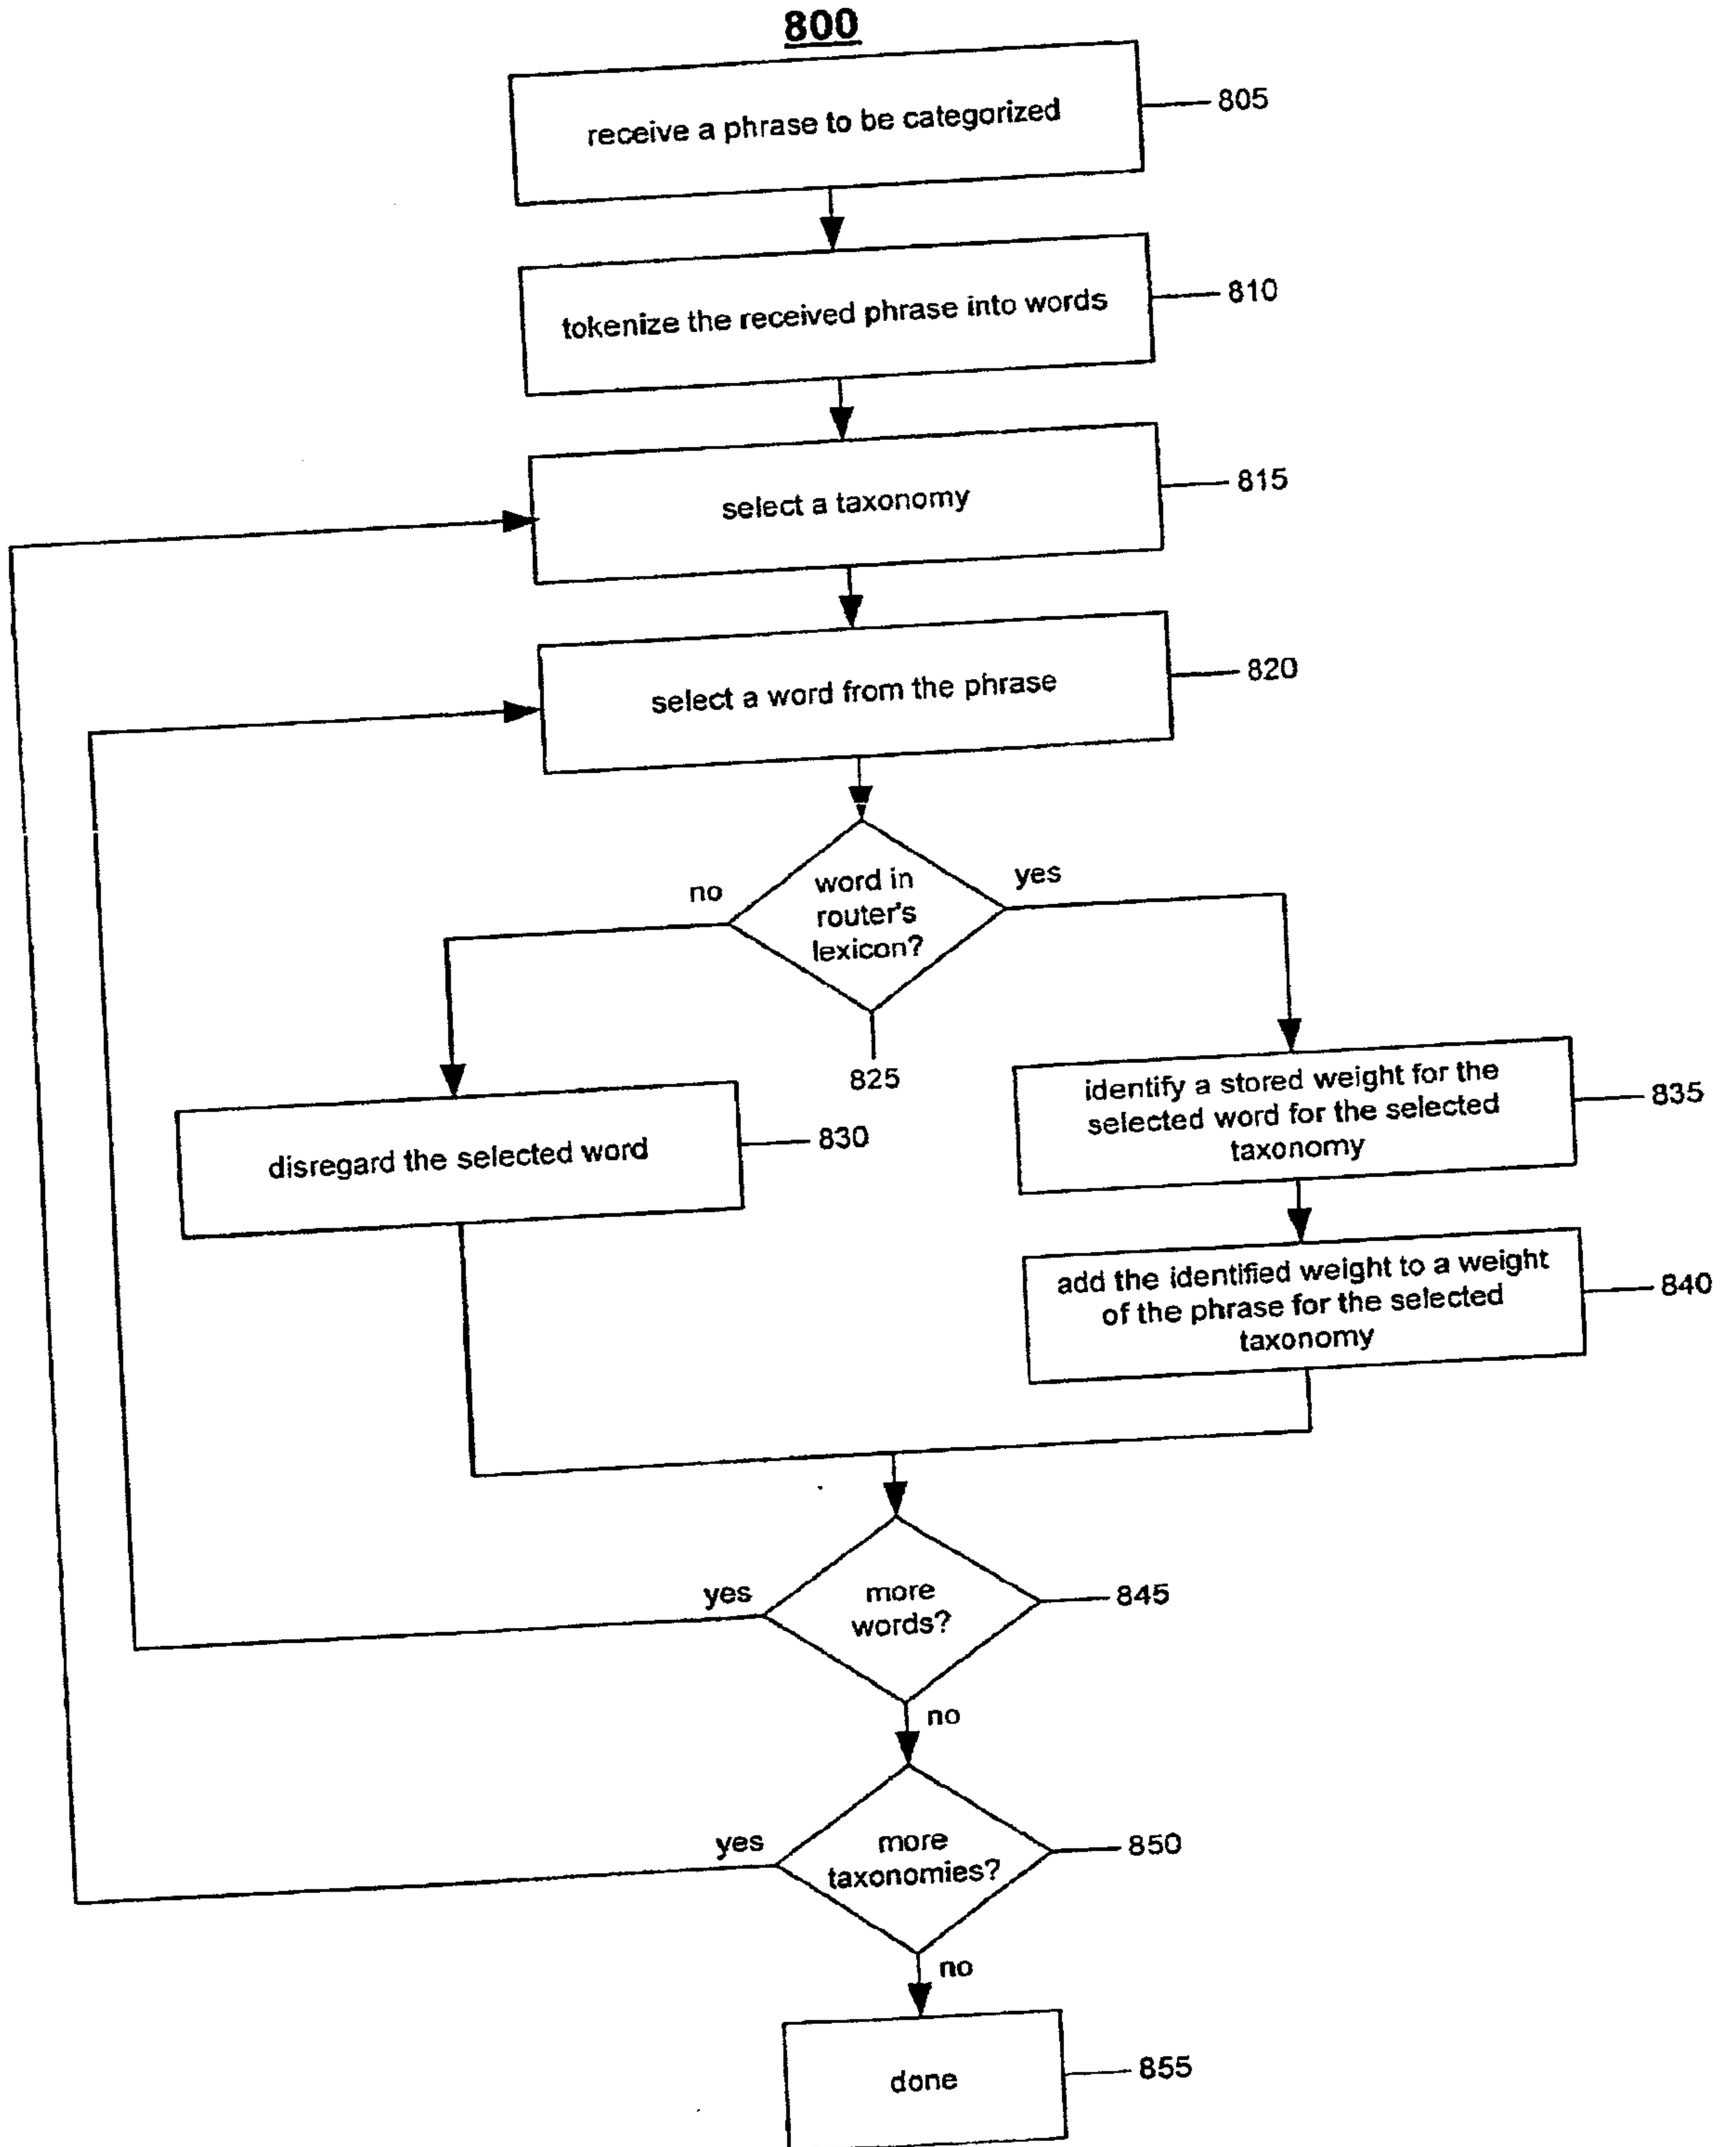 800
receive a phrase to be categorized
805
tokenize the received phrase into words
810
select a taxonomy
815
select a word from the phrase
820
no
word in
router's
lexicon?
yes
825
disregard the selected word
830
identify a stored weight for the
selected word for the selected
taxonomy
835
add the identified weight to a weight
of the phrase for the selected
taxonomy
840
yes
more
words?
845
no
yes
more
taxonomies?
850
no
done
855